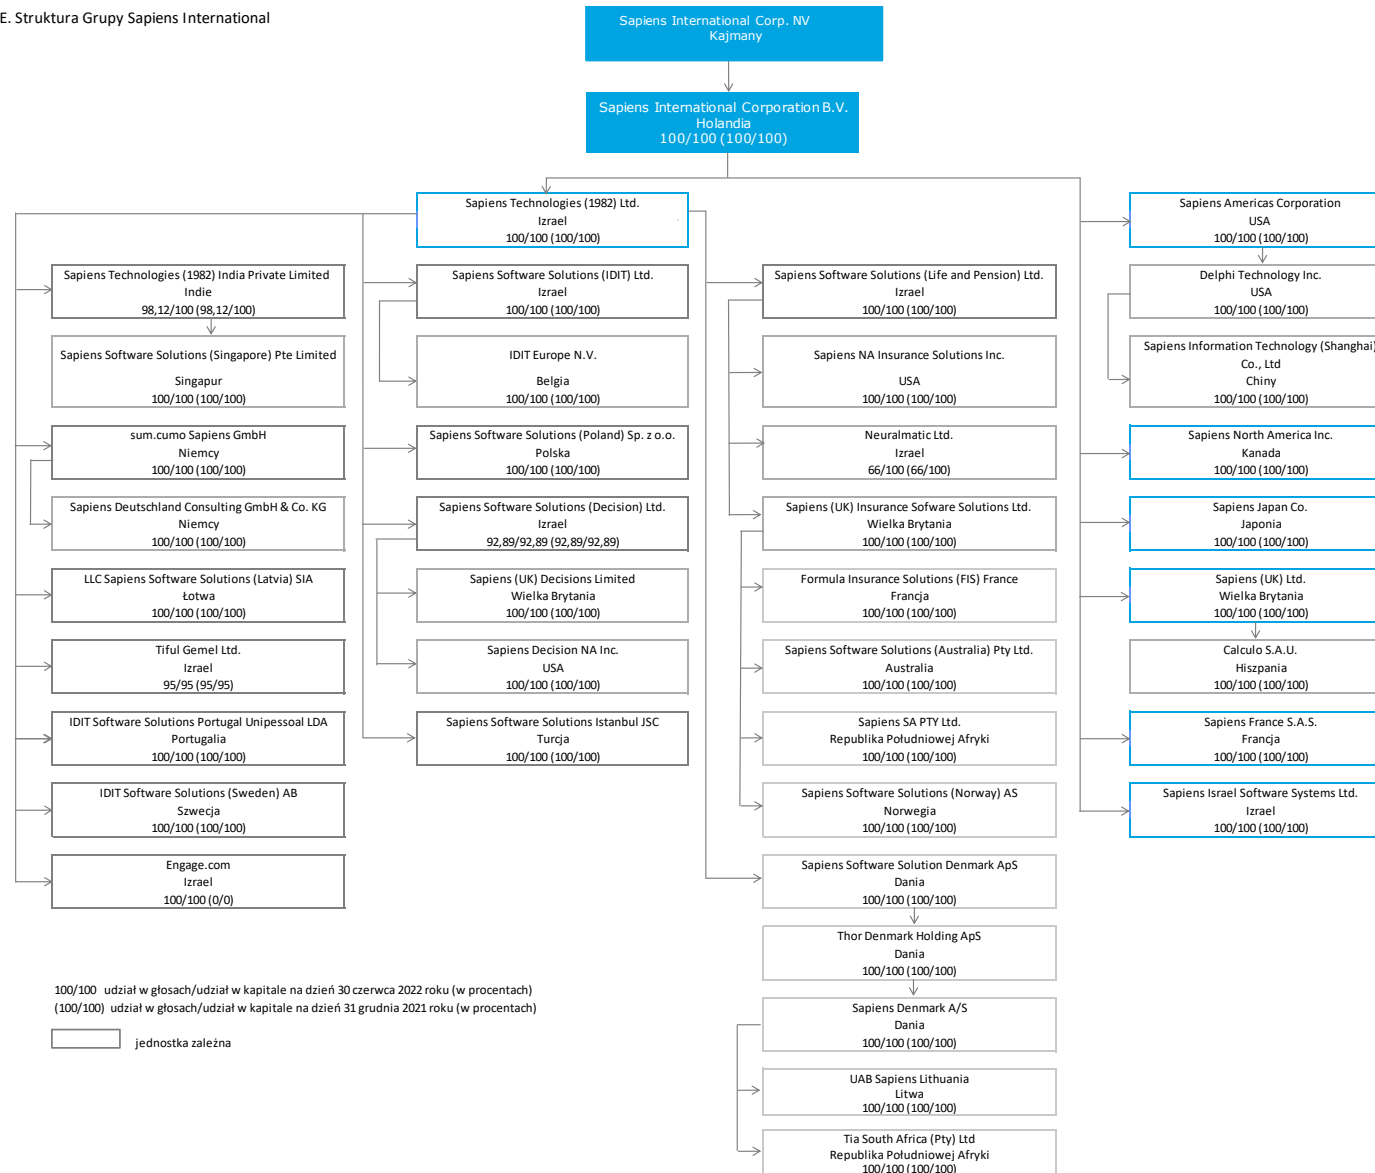 E. Struktura Grupy Sapiens International
Sapiens International Corp. NV
Kajmany
Sapiens International Corporation B.V.
Holandia
100/100 (100/100)
Sapiens Technologies (1982) Ltd.
Izrael
100/100 (100/100)
Sapiens Americas Corporation
USA
100/100 (100/100)
Sapiens Technologies (1982) India Private Limited
Indie
98,12/100 (98,12/100)
Sapiens Software Solutions (IDIT) Ltd.
Izrael
100/100 (100/100)
Sapiens Software Solutions (Life and Pension) Ltd.
Izrael
100/100 (100/100)
Delphi Technology Inc.
USA
100/100 (100/100)
Sapiens Software Solutions (Singapore) Pte Limited
Singapur
100/100 (100/100)
IDIT Europe N.V.
Belgia
100/100 (100/100)
Sapiens NA Insurance Solutions Inc.
USA
100/100 (100/100)
Sapiens Information Technology (Shanghai)
Co., Ltd
Chiny
100/100 (100/100)
sum.cumo Sapiens GmbH
Niemcy
100/100 (100/100)
Sapiens Software Solutions (Poland) Sp. z o.o.
Polska
100/100 (100/100)
Neuralmatic Ltd.
Izrael
66/100 (66/100)
Sapiens North America Inc.
Kanada
100/100 (100/100)
Sapiens Deutschland Consulting GmbH & Co. KG
Niemcy
100/100 (100/100)
Sapiens Software Solutions (Decision) Ltd.
Izrael
92,89/92,89 (92,89/92,89)
Sapiens (UK) Insurance Sofware Solutions Ltd.
Wielka Brytania
100/100 (100/100)
Sapiens Japan Co.
Japonia
100/100 (100/100)
LLC Sapiens Software Solutions (Latvia) SIA
Łotwa
100/100 (100/100)
Sapiens (UK) Decisions Limited
Wielka Brytania
100/100 (100/100)
Formula Insurance Solutions (FIS) France
Francja
100/100 (100/100)
Sapiens (UK) Ltd.
Wielka Brytania
100/100 (100/100)
Tiful Gemel Ltd.
Izrael
95/95 (95/95)
Sapiens Decision NA Inc.
USA
100/100 (100/100)
Sapiens Software Solutions (Australia) Pty Ltd.
Australia
100/100 (100/100)
Calculo S.A.U.
Hiszpania
100/100 (100/100)
IDIT Software Solutions Portugal Unipessoal LDA
Portugalia
100/100 (100/100)
Sapiens Software Solutions Istanbul JSC
Turcja
100/100 (100/100)
Sapiens SA PTY Ltd.
Republika Południowej Afryki
100/100 (100/100)
Sapiens France S.A.S.
Francja
100/100 (100/100)
IDIT Software Solutions (Sweden) AB
Szwecja
100/100 (100/100)
Sapiens Software Solutions (Norway) AS
Norwegia
100/100 (100/100)
Sapiens Israel Software Systems Ltd.
Izrael
100/100 (100/100)
Engage.com
Izrael
100/100 (0/0)
Sapiens Software Solution Denmark ApS
Dania
100/100 (100/100)
Thor Denmark Holding ApS
Dania
100/100 (100/100)
100/100 udział w głosach/udział w kapitale na dzień 30 czerwca 2022 roku (w procentach)
(100/100) udział w głosach/udział w kapitale na dzień 31 grudnia 2021 roku (w procentach)
jednostka zależna
Sapiens Denmark A/S
Dania
100/100 (100/100)
UAB Sapiens Lithuania
Litwa
100/100 (100/100)
Tia South Africa (Pty) Ltd
Republika Południowej Afryki
100/100 (100/100)